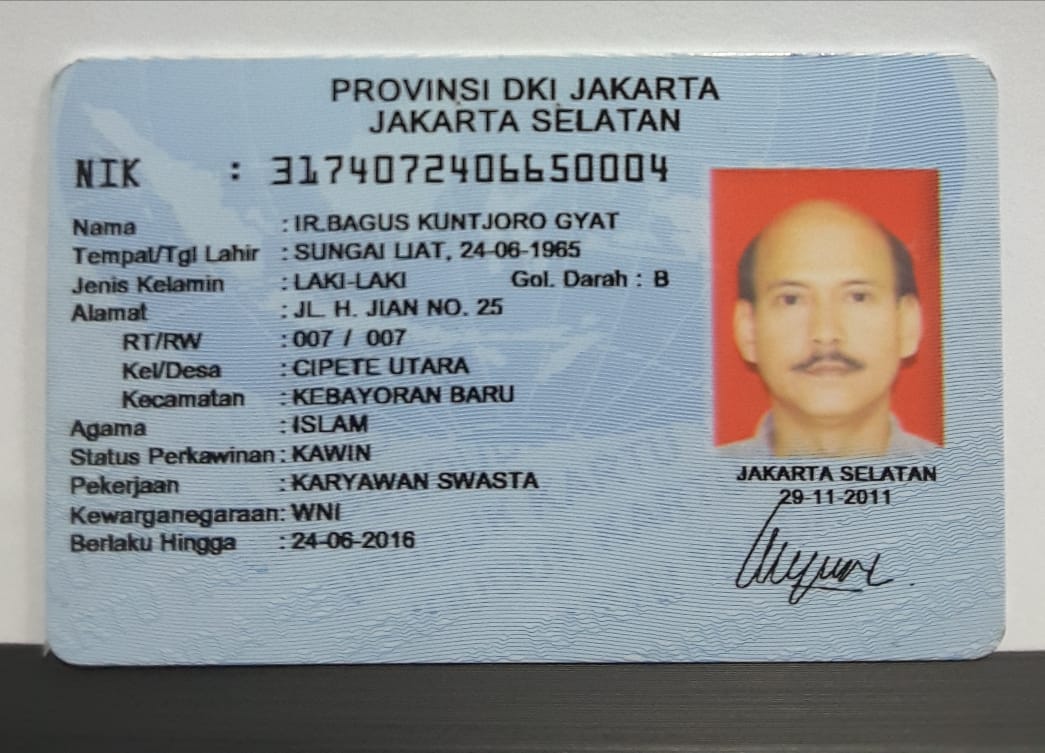 PROVINSI DKI JAKARTA
JAKARTA SELATAN
NIK : 3174072406650004
Nama : IR.BAGUS KUNTJORO GYAT
Tempat/Tgl Lahir : SUNGAI LIAT, 24-06-1965
Jenis Kelamin : LAKI-LAKI Gol. Darah : B
Alamat : JL. H. JIAN NO. 25
RT/RW : 007 / 007
Kel/Desa : CIPETE UTARA
Kecamatan : KEBAYORAN BARU
Agama : ISLAM
Status Perkawinan : KAWIN
Pekerjaan : KARYAWAN SWASTA
Kewarganegaraan : WNI
Berlaku Hingga : 24-06-2016
JAKARTA SELATAN
29-11-2011